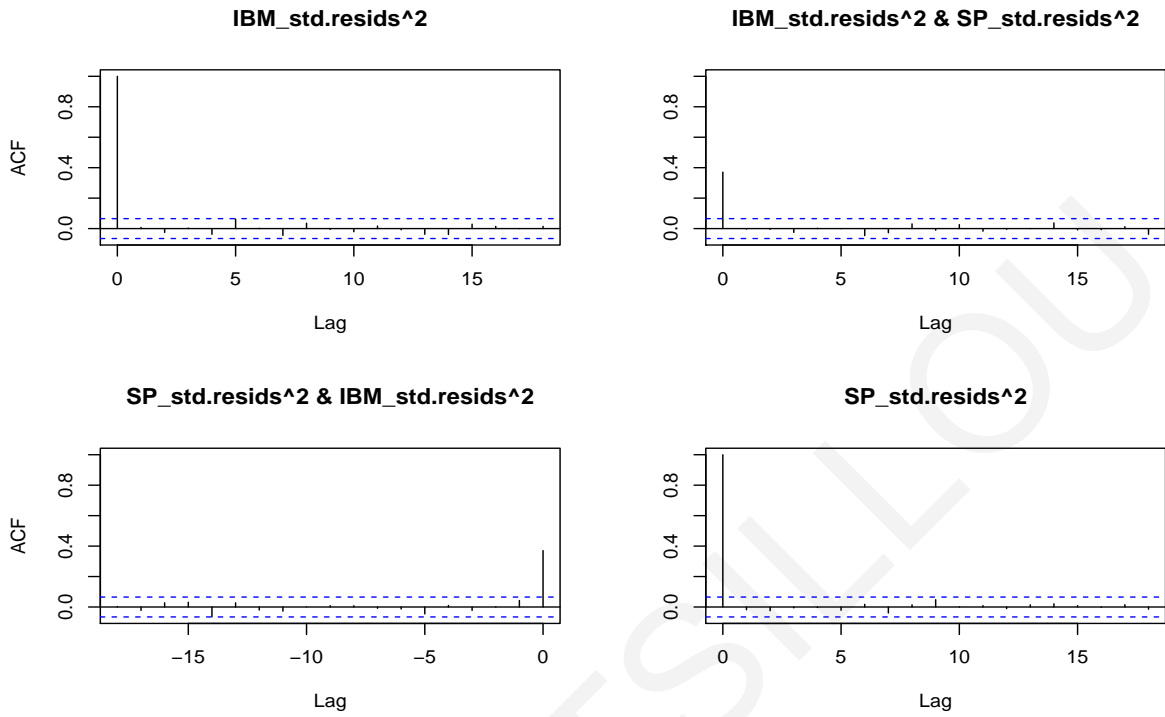 IBM_std.resids^2
IBM_std.resids^2 & SP_std.resids^2
ACF
0.0 0.4 0.8
0 5 10 15
Lag
0.0 0.4 0.8
0 5 10 15
Lag
SP_std.resids^2 & IBM_std.resids^2
SP_std.resids^2
ACF
0.0 0.4 0.8
−15 −10 −5 0
Lag
0.0 0.4 0.8
0 5 10 15
Lag